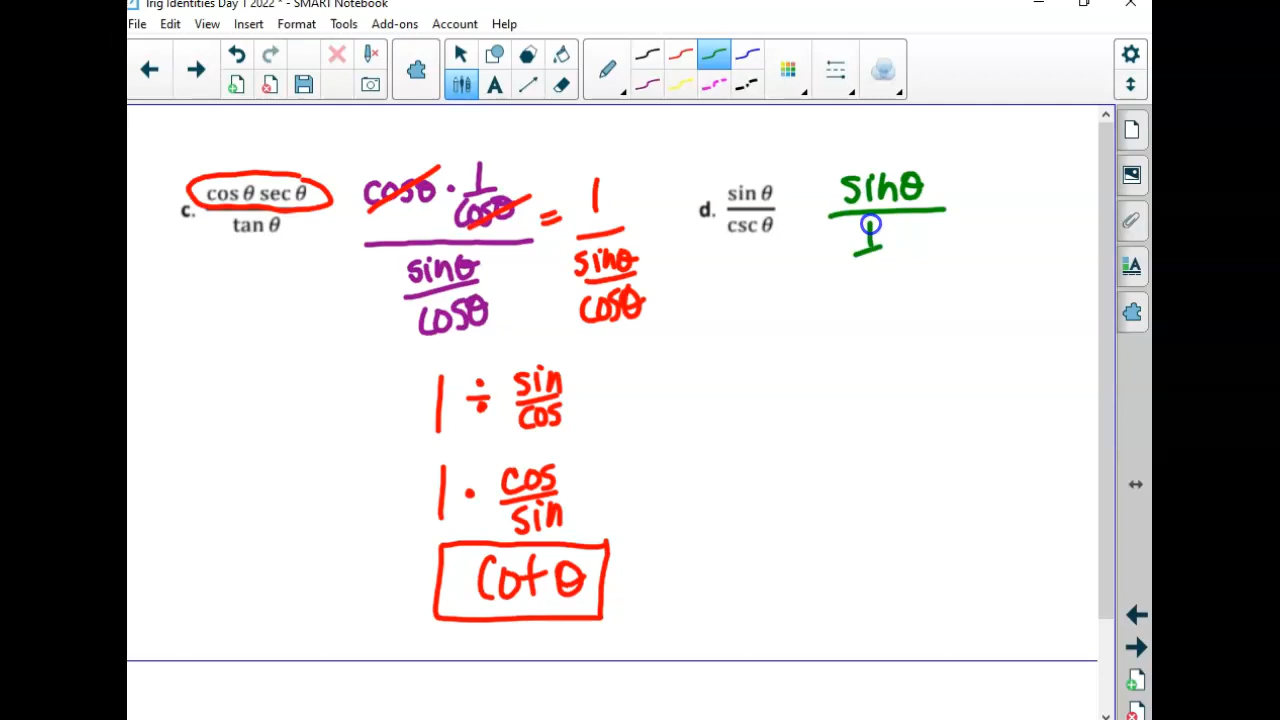 Trig Identities Day 1 2022 * - SMART Notebook
File Edit View Insert Format Tools Add-ons Account Help
c. cos θ sec θ
tan θ
cosθ · 1
cosθ
sinθ
cosθ
= 1
sinθ
cosθ
1 ÷ sin
cos
1 · cos
sin
cot θ
d. sin θ
csc θ
sinθ
1